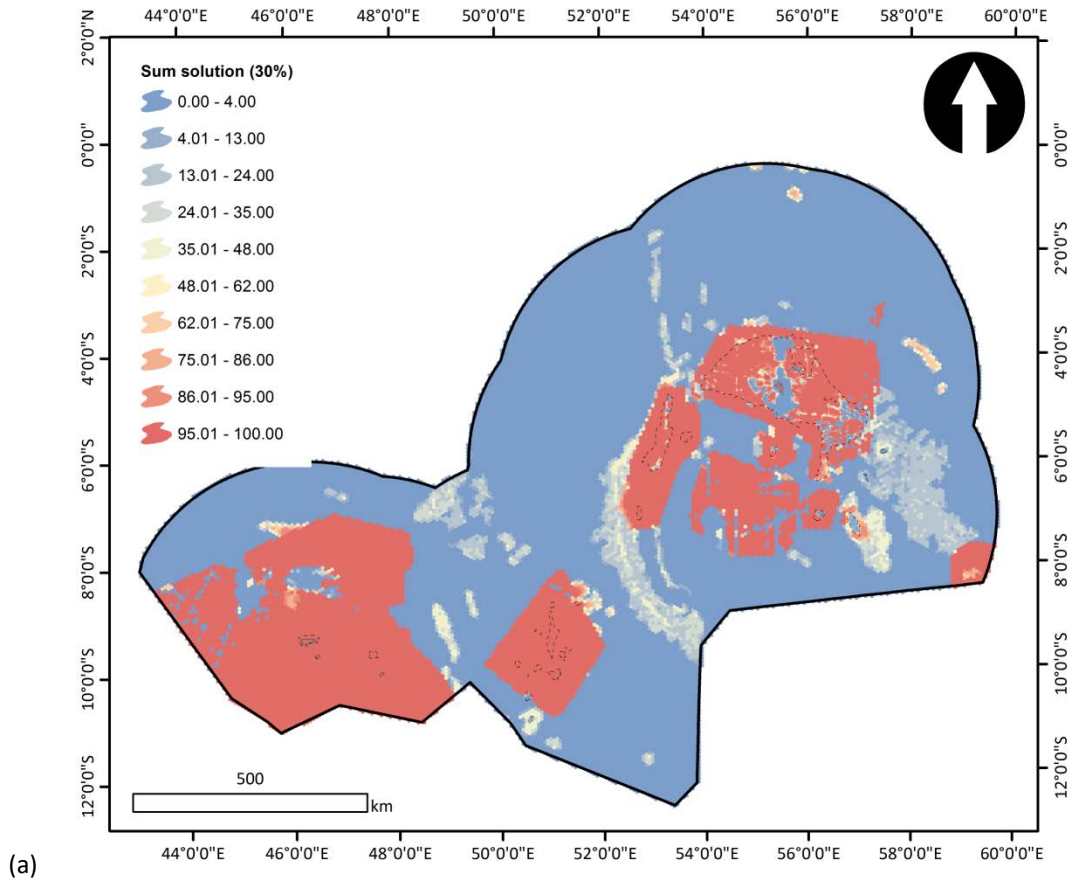 44°0'0"E 46°0'0"E 48°0'0"E 50°0'0"E 52°0'0"E 54°0'0"E 56°0'0"E 58°0'0"E 60°0'0"E
2°0'0"N
0°0'0"
2°0'0"S
4°0'0"S
6°0'0"S
8°0'0"S
10°0'0"S
12°0'0"S
Sum solution (30%)
0.00 - 4.00
4.01 - 13.00
13.01 - 24.00
24.01 - 35.00
35.01 - 48.00
48.01 - 62.00
62.01 - 75.00
75.01 - 86.00
86.01 - 95.00
95.01 - 100.00
0°0'0"
2°0'0"S
4°0'0"S
6°0'0"S
8°0'0"S
10°0'0"S
12°0'0"S
500
km
44°0'0"E 46°0'0"E 48°0'0"E 50°0'0"E 52°0'0"E 54°0'0"E 56°0'0"E 58°0'0"E 60°0'0"E
(a)